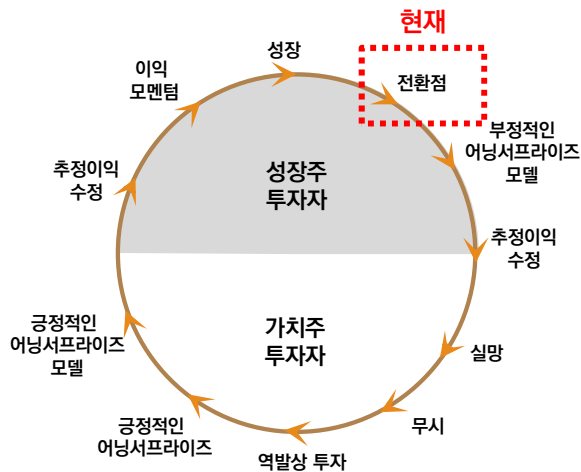 현재
성장
전환점
부정적인
어닝서프라이즈
모델
추정이익
수정
실망
무시
역발상 투자
긍정적인
어닝서프라이즈
긍정적인
어닝서프라이즈
모델
추정이익
수정
이익
모멘텀
성장주
투자자
가치주
투자자